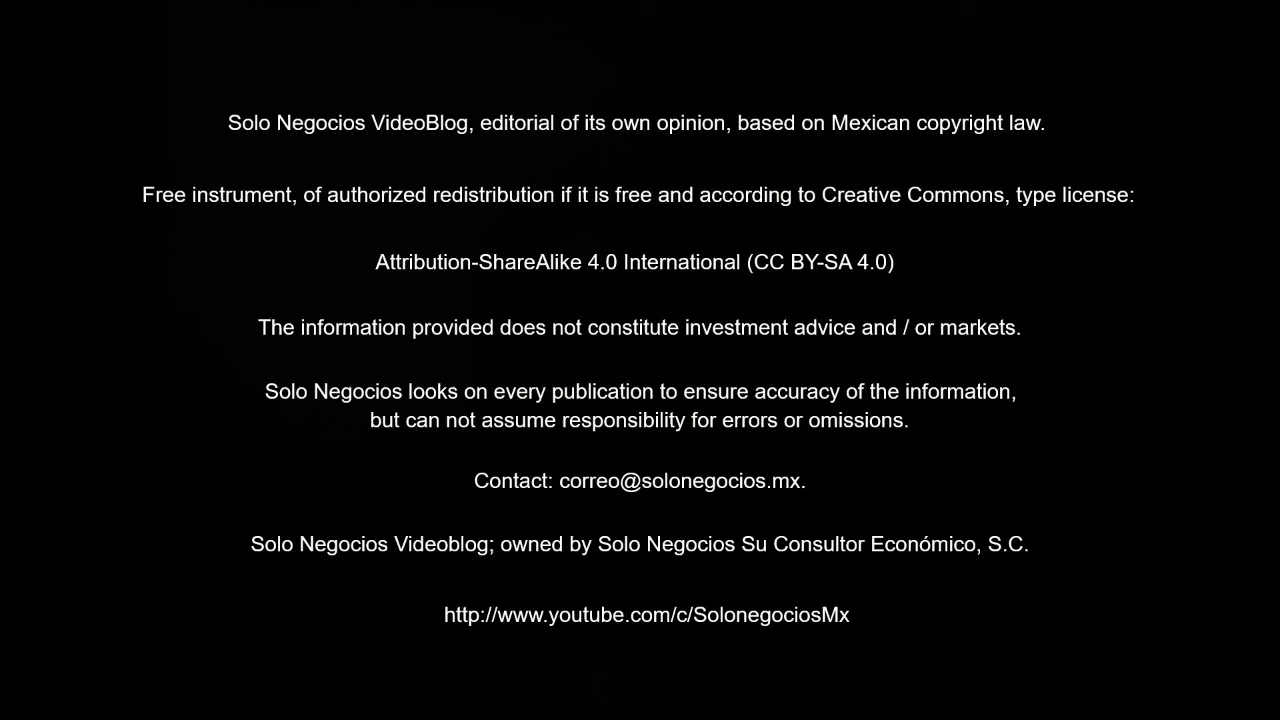 Solo Negocios VideoBlog, editorial of its own opinion, based on Mexican copyright law.
Free instrument, of authorized redistribution if it is free and according to Creative Commons, type license:
Attribution-ShareAlike 4.0 International (CC BY-SA 4.0)
The information provided does not constitute investment advice and / or markets.
Solo Negocios looks on every publication to ensure accuracy of the information,
but can not assume responsibility for errors or omissions.
Contact: correo@solonegocios.mx.
Solo Negocios Videoblog; owned by Solo Negocios Su Consultor Económico, S.C.
http://www.youtube.com/c/SolonegociosMx